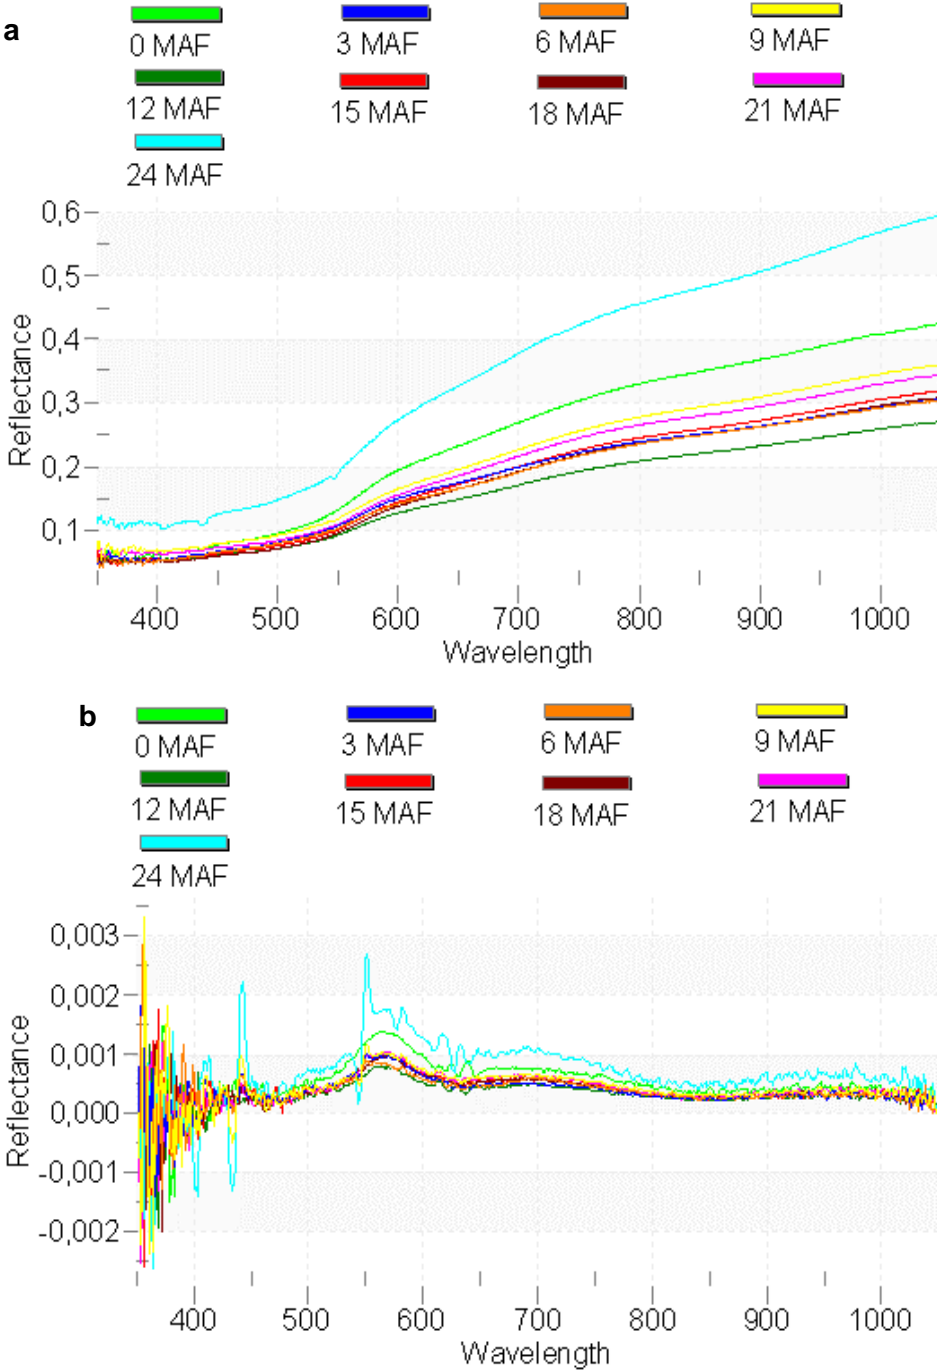 a
0 MAF 3 MAF 6 MAF 9 MAF
12 MAF 15 MAF 18 MAF 21 MAF
24 MAF
0,6
0,5
0,4
0,3
0,2
0,1
Reflectance
400 500 600 700 800 900 1000
Wavelength
b
0 MAF 3 MAF 6 MAF 9 MAF
12 MAF 15 MAF 18 MAF 21 MAF
24 MAF
0,003
0,002
0,001
0,000
-0,001
-0,002
Reflectance
400 500 600 700 800 900 1000
Wavelength